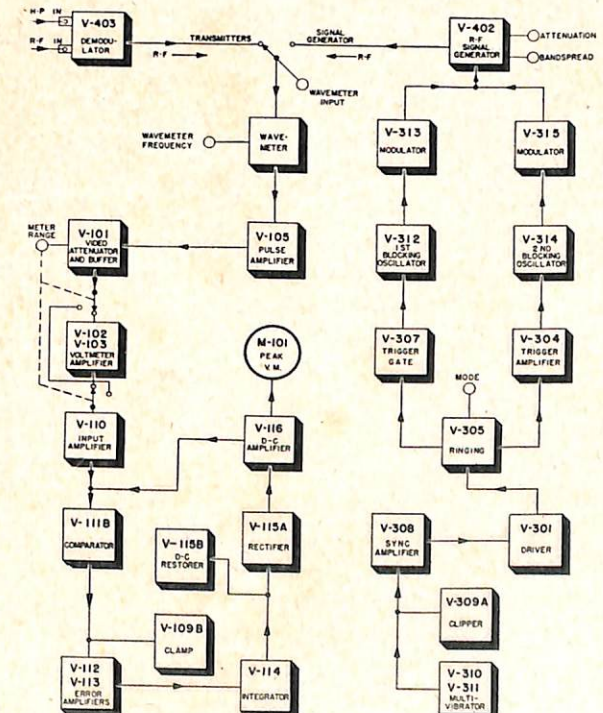 H-P IN
R-F IN
V-403
DEMODU-
LATOR
TRANSMITTERS
R-F
SIGNAL
GENERATOR
R-F
WAVEMETER
INPUT
V-402
R-F
SIGNAL
GENERATOR
ATTENUATION
BANDSPREAD
WAVEMETER
FREQUENCY
WAVE-
METER
V-313
MODULATOR
V-315
MODULATOR
METER
RANGE
V-101
VIDEO
ATTENUATOR
AND BUFFER
V-105
PULSE
AMPLIFIER
V-312
1ST
BLOCKING
OSCILLATOR
V-314
2ND
BLOCKING
OSCILLATOR
V-102
V-103
VOLTMETER
AMPLIFIER
M-101
PEAK
V. M.
V-307
TRIGGER
GATE
V-304
TRIGGER
AMPLIFIER
MODE
V-110
INPUT
AMPLIFIER
V-116
D-C
AMPLIFIER
V-305
RINGING
V-111B
COMPARATOR
V-115B
D-C
RESTORER
V-115A
RECTIFIER
V-308
SYNC
AMPLIFIER
V-301
DRIVER
V-109B
CLAMP
V-309A
CLIPPER
V-112
V-113
ERROR
AMPLIFIERS
V-114
INTEGRATOR
V-310
V-311
MULTI-
VIBRATOR